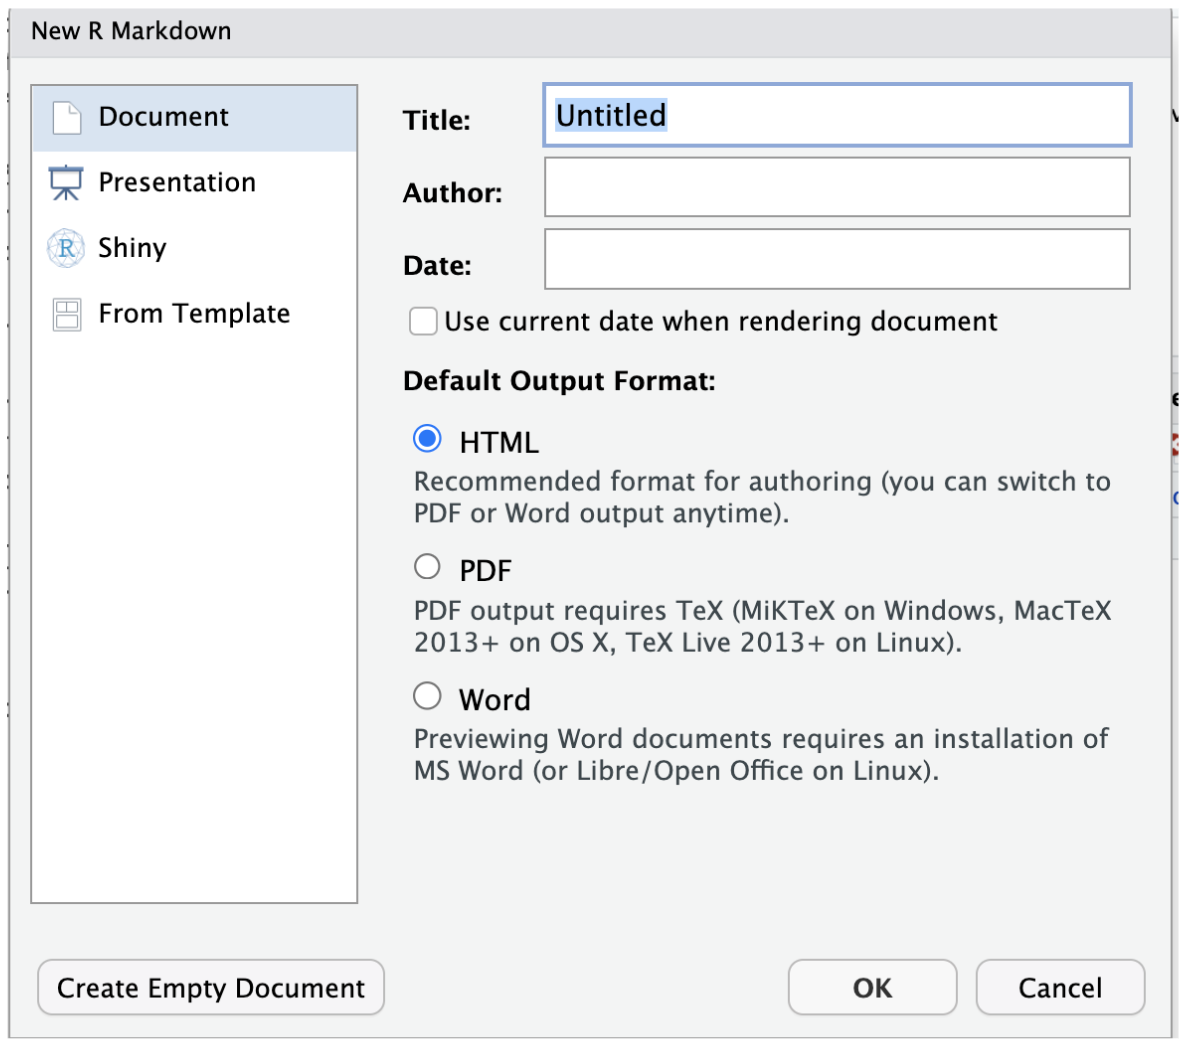 New R Markdown
Document
Presentation
Shiny
From Template
Title:
Untitled
Author:
Date:
Use current date when rendering document
Default Output Format:
HTML
Recommended format for authoring (you can switch to
PDF or Word output anytime).
PDF
PDF output requires TeX (MiKTeX on Windows, MacTeX
2013+ on OS X, TeX Live 2013+ on Linux).
Word
Previewing Word documents requires an installation of
MS Word (or Libre/Open Office on Linux).
Create Empty Document
OK
Cancel